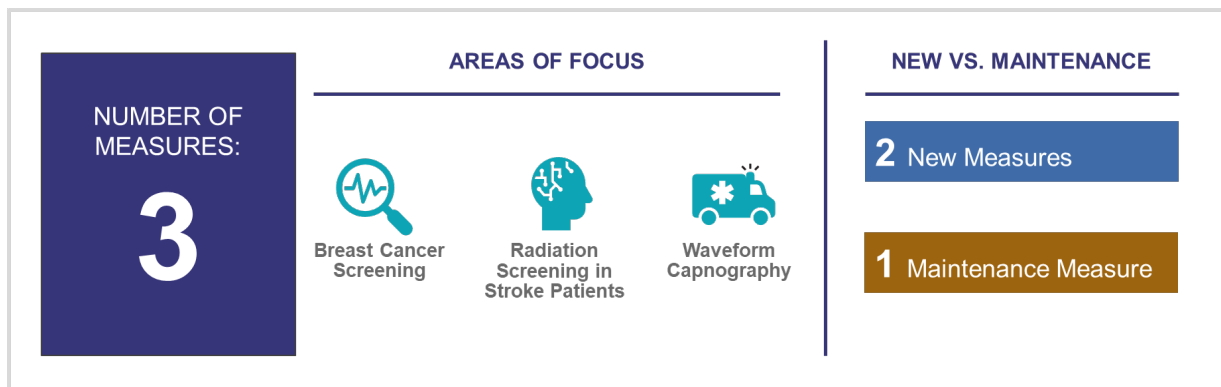 NUMBER OF
MEASURES:
3
AREAS OF FOCUS
Breast Cancer
Screening
Radiation
Screening in
Stroke Patients
Waveform
Capnography
NEW VS. MAINTENANCE
2 New Measures
1 Maintenance Measure